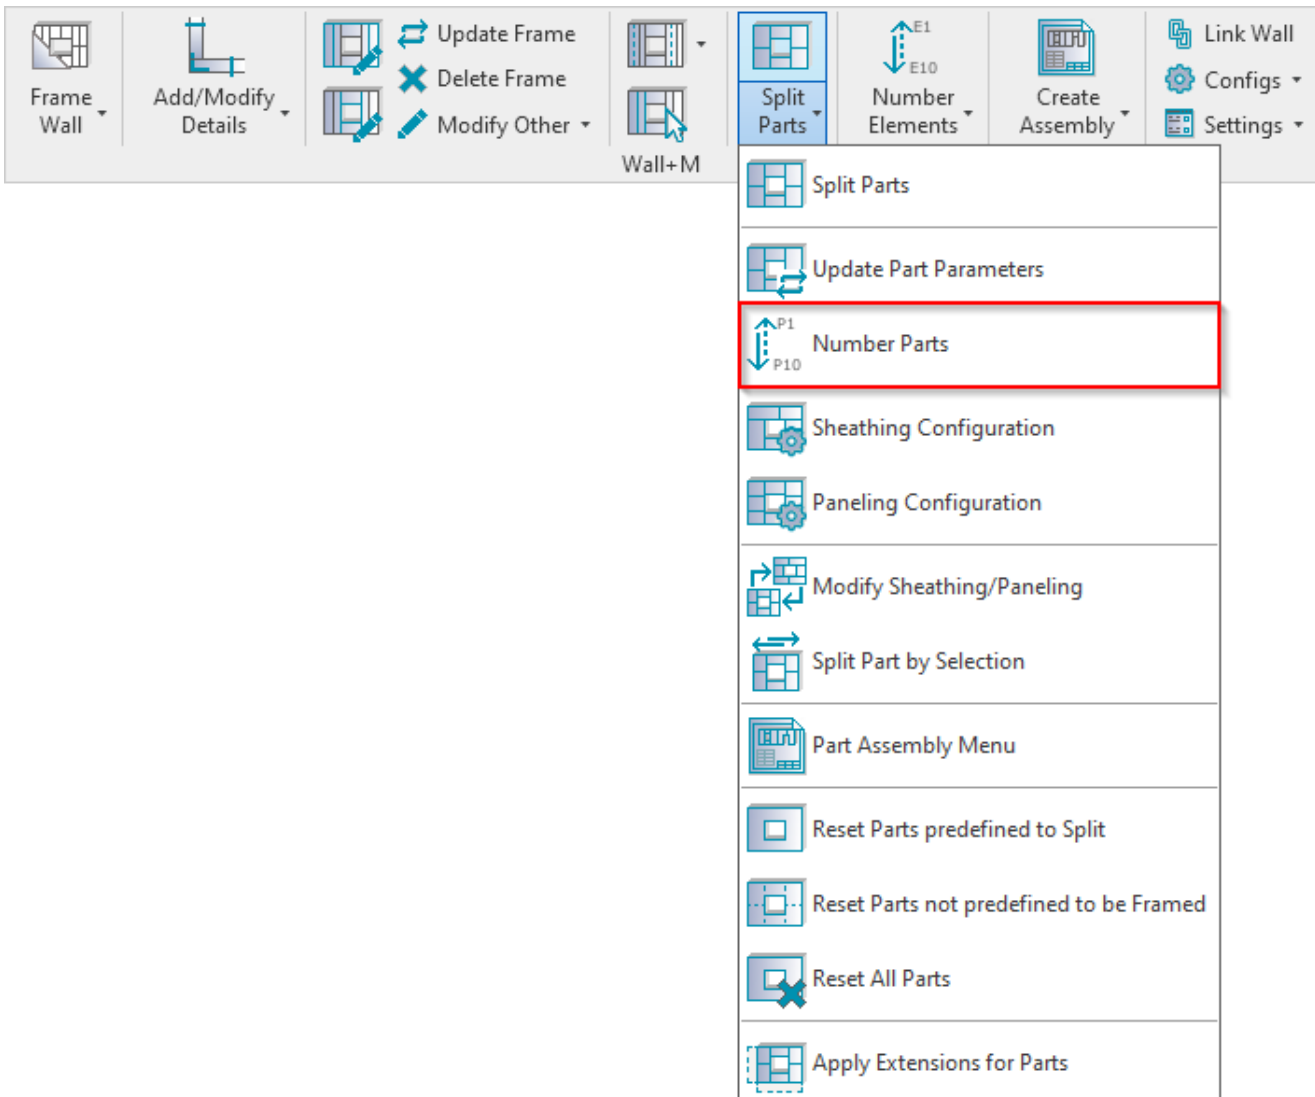 Frame
Wall
Add/Modify
Details
Update Frame
Delete Frame
Modify Other
Wall+M
Split
Parts
E1
E10
Number
Elements
Create
Assembly
Link Wall
Configs
Settings
Split Parts
Update Part Parameters
P1
P10
Number Parts
Sheathing Configuration
Paneling Configuration
Modify Sheathing/Paneling
Split Part by Selection
Part Assembly Menu
Reset Parts predefined to Split
Reset Parts not predefined to be Framed
Reset All Parts
Apply Extensions for Parts